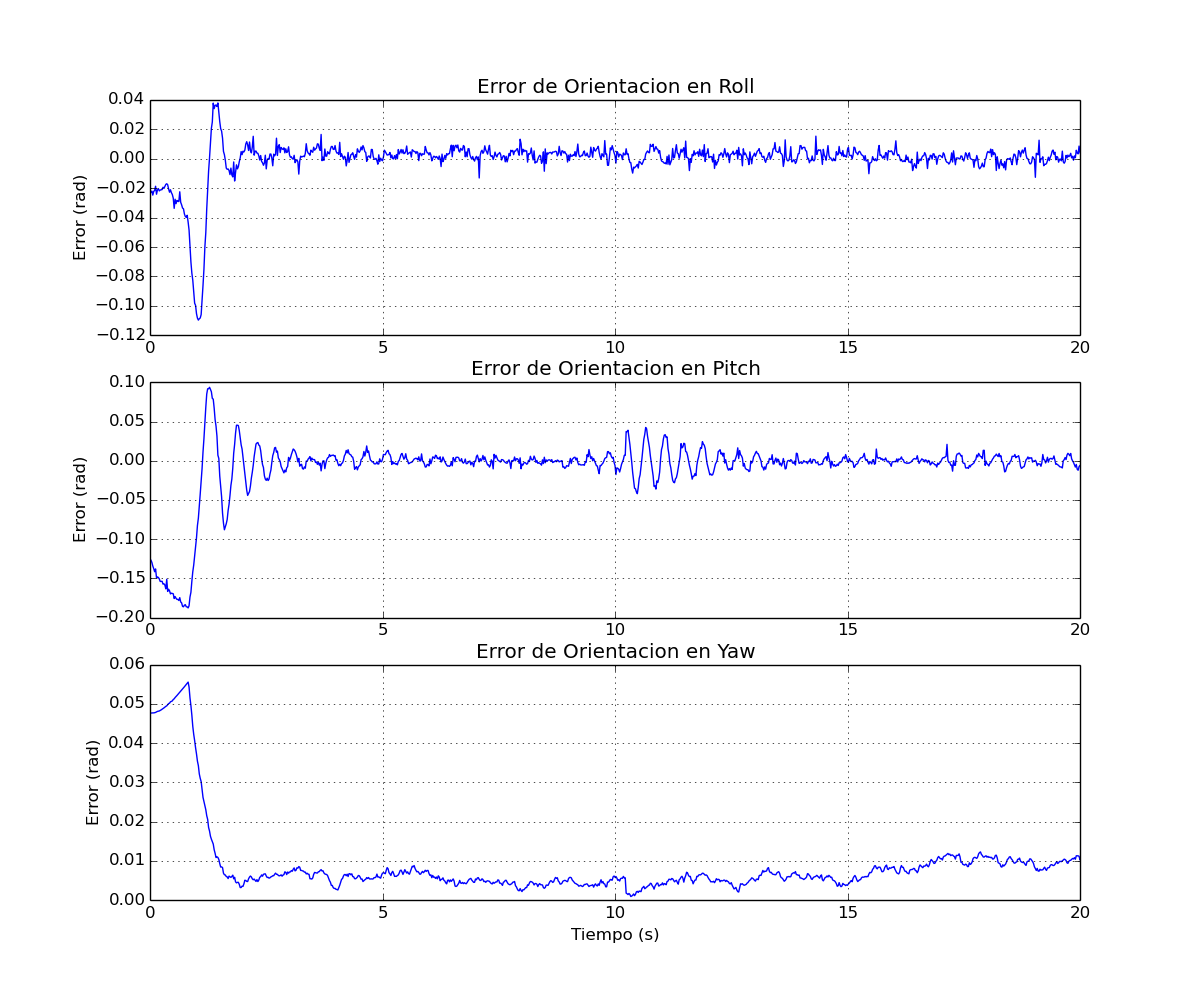 Error de Orientacion en Roll
0.04
0.02
0.00
−0.02
−0.04
−0.06
−0.08
−0.10
−0.12
Error (rad)
0 5 10 15 20
Error de Orientacion en Pitch
0.10
0.05
0.00
−0.05
−0.10
−0.15
−0.20
Error (rad)
0 5 10 15 20
Error de Orientacion en Yaw
0.06
0.05
0.04
0.03
0.02
0.01
0.00
Error (rad)
0 5 10 15 20
Tiempo (s)